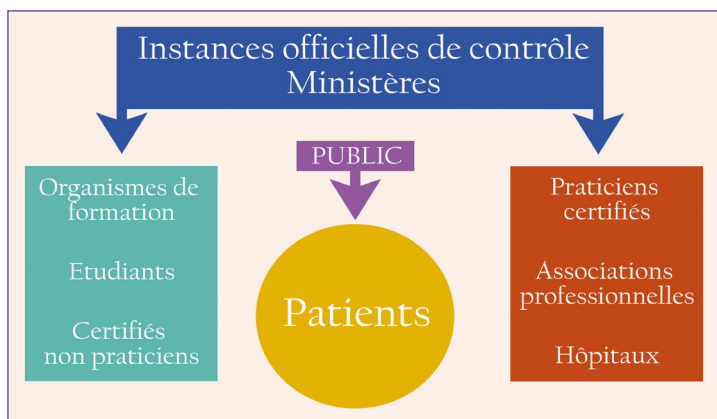 Instances officielles de contrôle
Ministères
PUBLIC
Organismes de
formation
Etudiants
Certifiés
non praticiens
Patients
Praticiens
certifiés
Associations
professionnelles
Hôpitaux